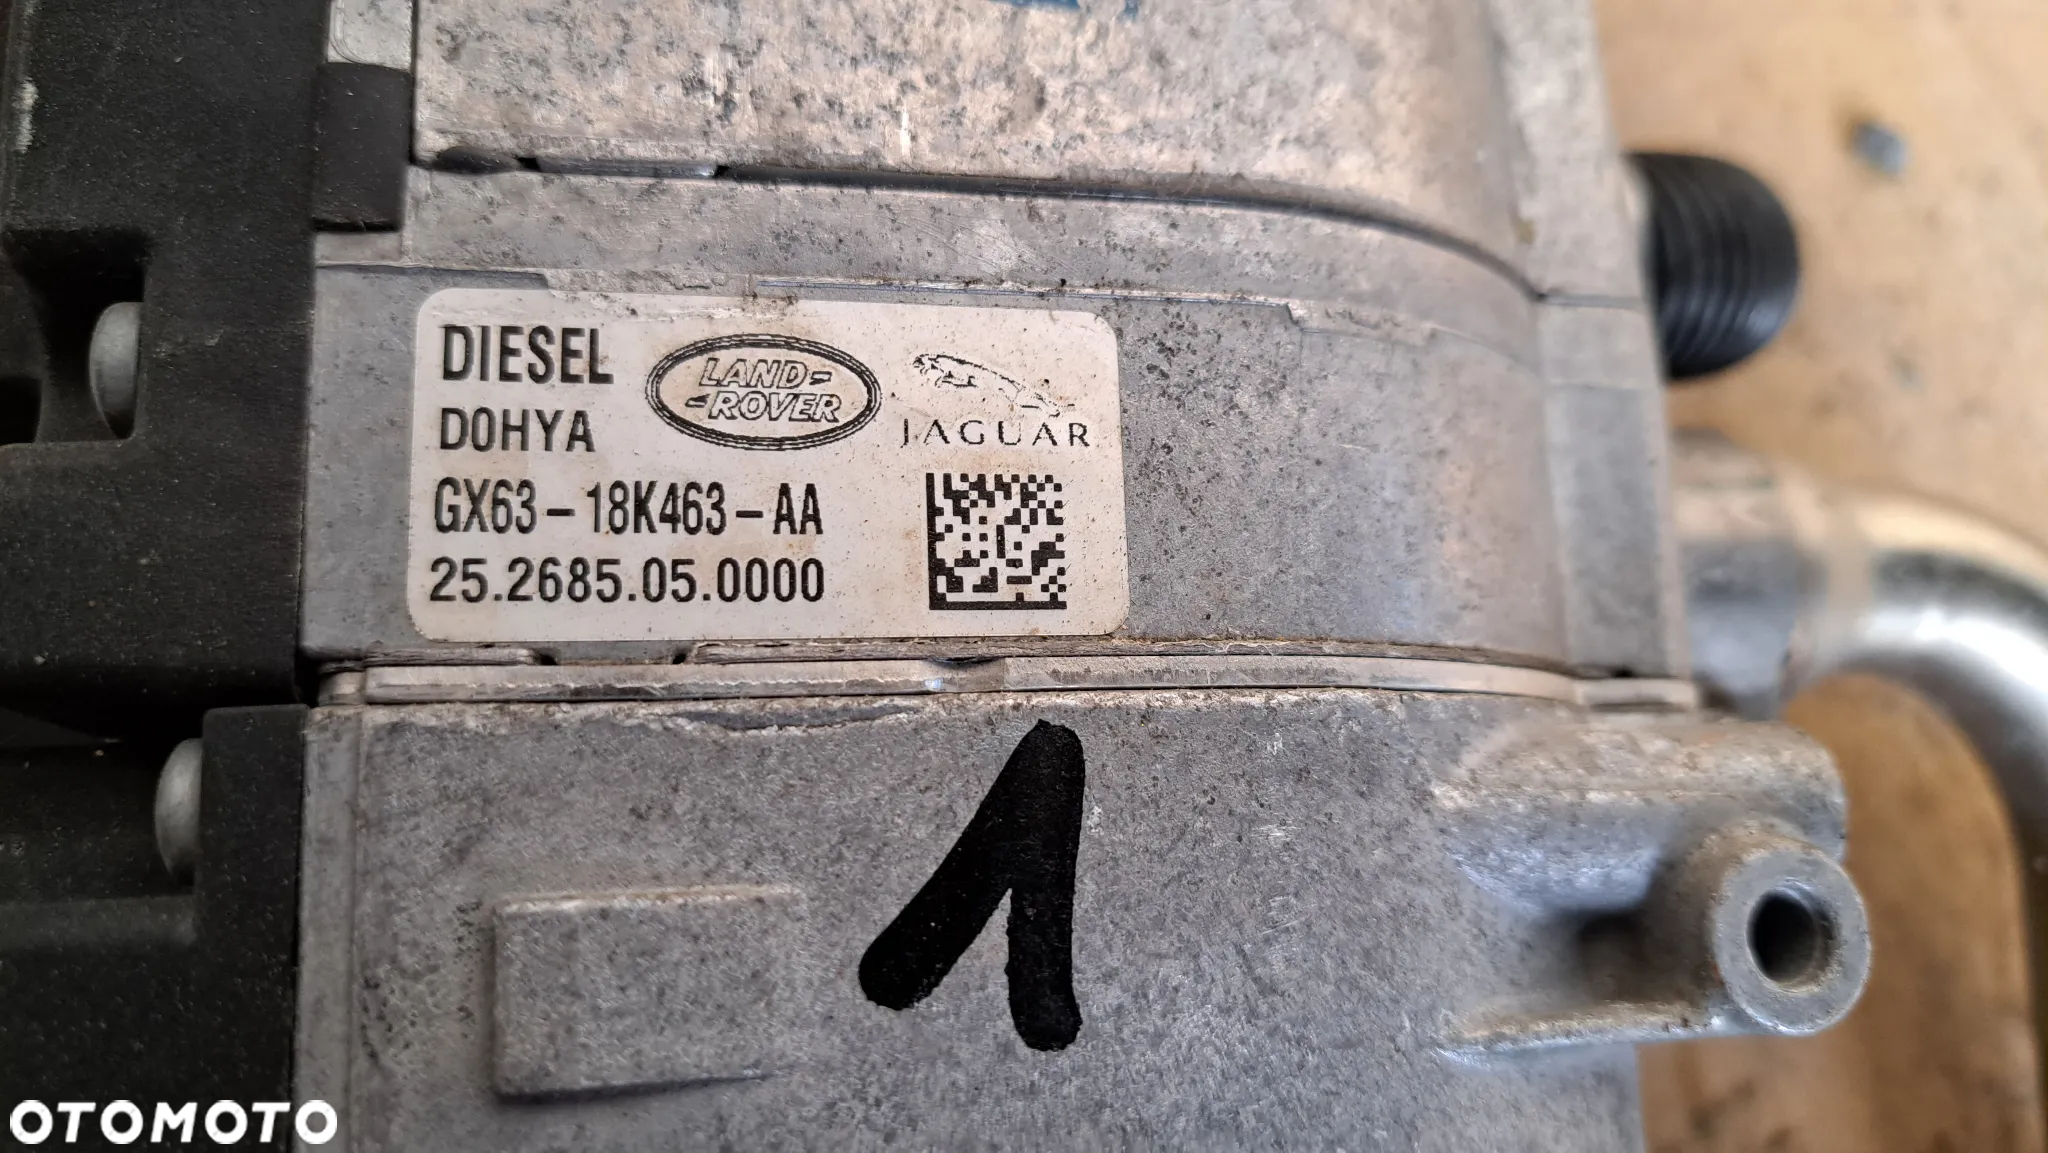 DIESEL
LAND-
-ROVER
JAGUAR
DOHYA
GX63-18K463-AA
25.2685.05.0000
1
OTOMOTO